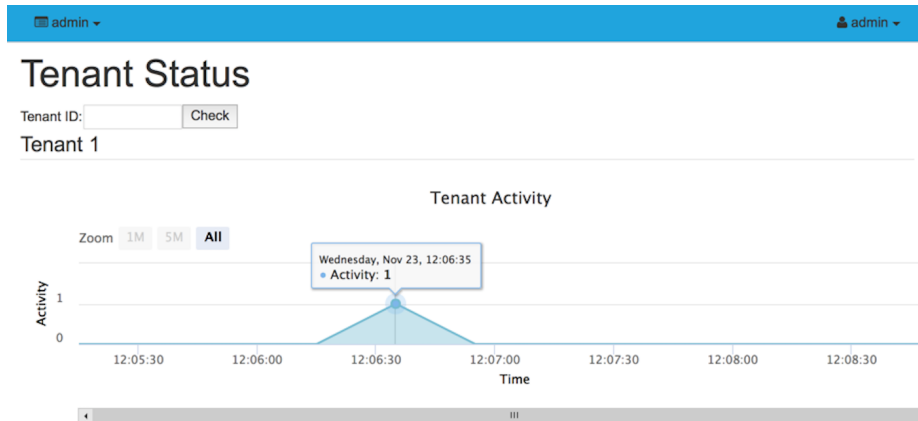 admin admin
Tenant Status
Tenant ID: Check
Tenant 1
Tenant Activity
Zoom 1M 5M All
Wednesday, Nov 23, 12:06:35
Activity: 1
Activity
1
0
12:05:30 12:06:00 12:06:30 12:07:00 12:07:30 12:08:00 12:08:30
Time